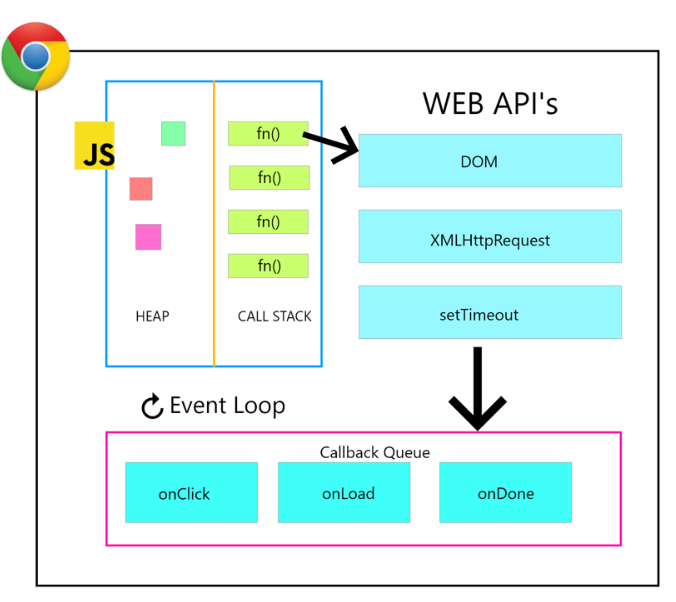 WEB API's
JS
fn()
fn()
fn()
fn()
HEAP
CALL STACK
DOM
XMLHttpRequest
setTimeout
Event Loop
Callback Queue
onClick
onLoad
onDone